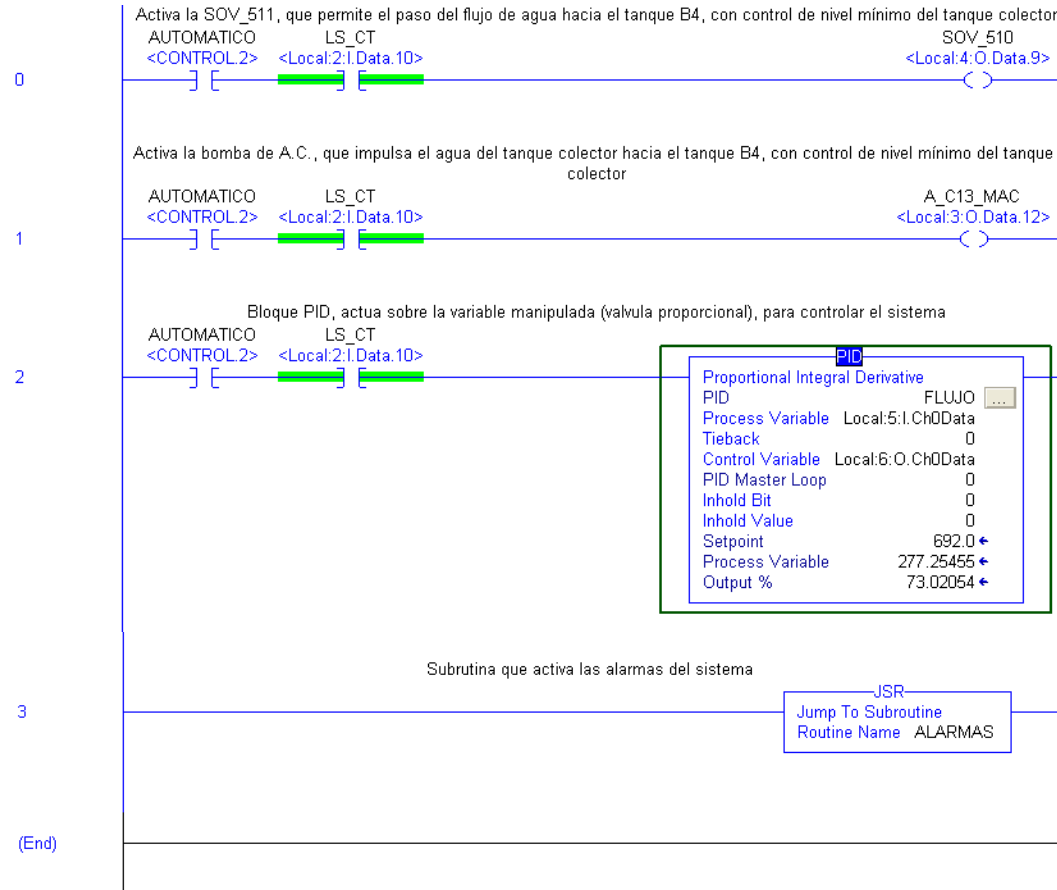 Activa la SOV_511, que permite el paso del flujo de agua hacia el tanque B4, con control de nivel mínimo del tanque colector
AUTOMATICO LS_CT SOV_510
<CONTROL.2> <Local:2:I.Data.10> <Local:4:O.Data.9>
0
Activa la bomba de A.C., que impulsa el agua del tanque colector hacia el tanque B4, con control de nivel mínimo del tanque
colector
AUTOMATICO LS_CT A_C13_MAC
<CONTROL.2> <Local:2:I.Data.10> <Local:3:O.Data.12>
1
Bloque PID, actua sobre la variable manipulada (valvula proporcional), para controlar el sistema
AUTOMATICO LS_CT
<CONTROL.2> <Local:2:I.Data.10>
2
PID
Proportional Integral Derivative
PID FLUJO ...
Process Variable Local:5:I.Ch0Data
Tieback 0
Control Variable Local:6:O.Ch0Data
PID Master Loop 0
Inhold Bit 0
Inhold Value 0
Setpoint 692.0
Process Variable 277.25455
Output % 73.02054
Subrutina que activa las alarmas del sistema
3
JSR
Jump To Subroutine
Routine Name ALARMAS
(End)